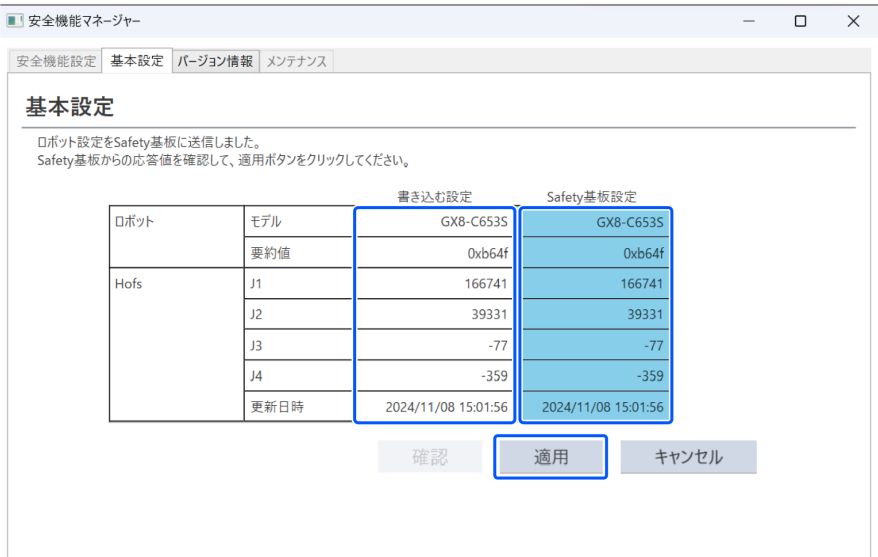 安全機能マネージャー
安全機能設定 基本設定 バージョン情報 メンテナンス
基本設定
ロボット設定をSafety基板に送信しました。
Safety基板からの応答値を確認して、適用ボタンをクリックしてください。
書き込む設定 Safety基板設定
ロボット モデル GX8-C653S GX8-C653S
要約値 0xb64f 0xb64f
Hofs J1 166741 166741
J2 39331 39331
J3 -77 -77
J4 -359 -359
更新日時 2024/11/08 15:01:56 2024/11/08 15:01:56
確認 適用 キャンセル